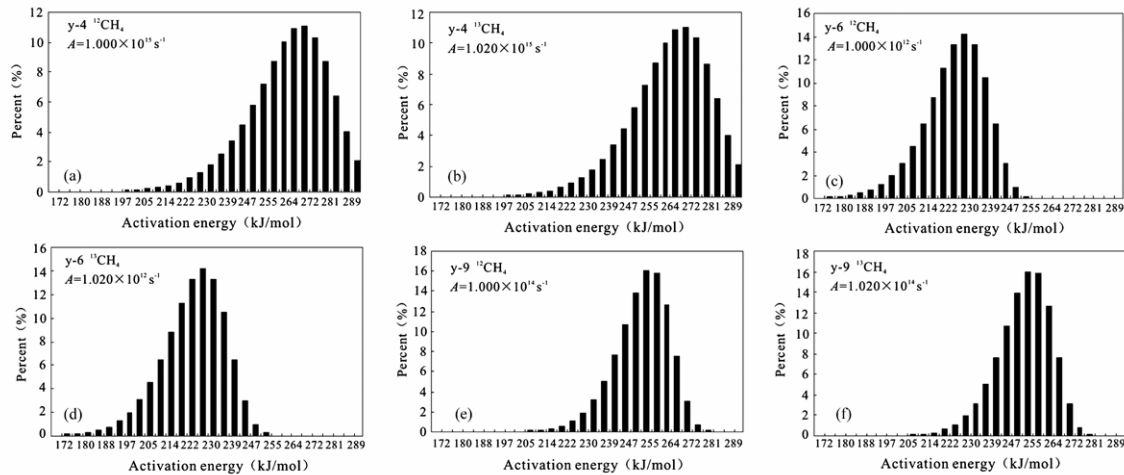 y-4 ¹²CH₄
A=1.000×10¹⁵ s⁻¹
Percent (%)
12
10
8
6
4
2
0
(a)
172 180 188 197 205 214 222 230 239 247 255 264 272 281 289
Activation energy (kJ/mol)
y-4 ¹³CH₄
A=1.020×10¹⁵ s⁻¹
Percent (%)
12
10
8
6
4
2
0
(b)
172 180 188 197 205 214 222 230 239 247 255 264 272 281 289
Activation energy (kJ/mol)
y-6 ¹²CH₄
A=1.000×10¹² s⁻¹
Percent (%)
16
14
12
10
8
6
4
2
0
(c)
172 180 188 197 205 214 222 230 239 247 255 264 272 281 289
Activation energy (kJ/mol)
y-6 ¹³CH₄
A=1.020×10¹² s⁻¹
Percent (%)
16
14
12
10
8
6
4
2
0
(d)
172 180 188 197 205 214 222 230 239 247 255 264 272 281 289
Activation energy (kJ/mol)
y-9 ¹²CH₄
A=1.000×10¹⁴ s⁻¹
Percent (%)
18
16
14
12
10
8
6
4
2
0
(e)
172 180 188 197 205 214 222 230 239 247 255 264 272 281 289
Activation energy (kJ/mol)
y-9 ¹³CH₄
A=1.020×10¹⁴ s⁻¹
Percent (%)
18
16
14
12
10
8
6
4
2
0
(f)
172 180 188 197 205 214 222 230 239 247 255 264 272 281 289
Activation energy (kJ/mol)